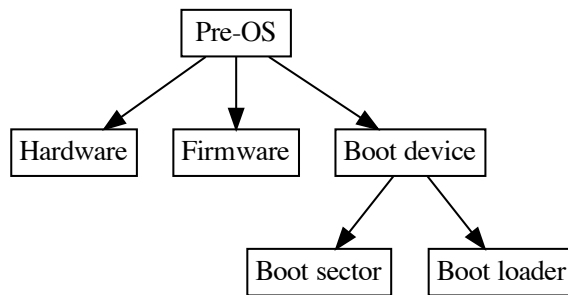 Pre-OS
Hardware
Firmware
Boot device
Boot sector
Boot loader